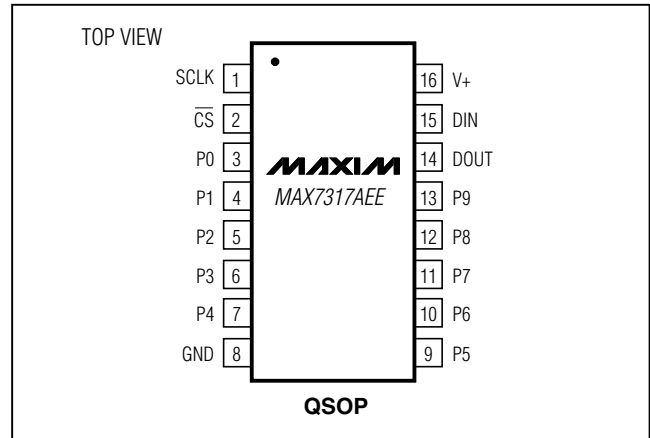 TOP VIEW
SCLK 1
CS 2
P0 3
P1 4
P2 5
P3 6
P4 7
GND 8
MAXIM
MAX7317AEE
16 V+
15 DIN
14 DOUT
13 P9
12 P8
11 P7
10 P6
9 P5
QSOP